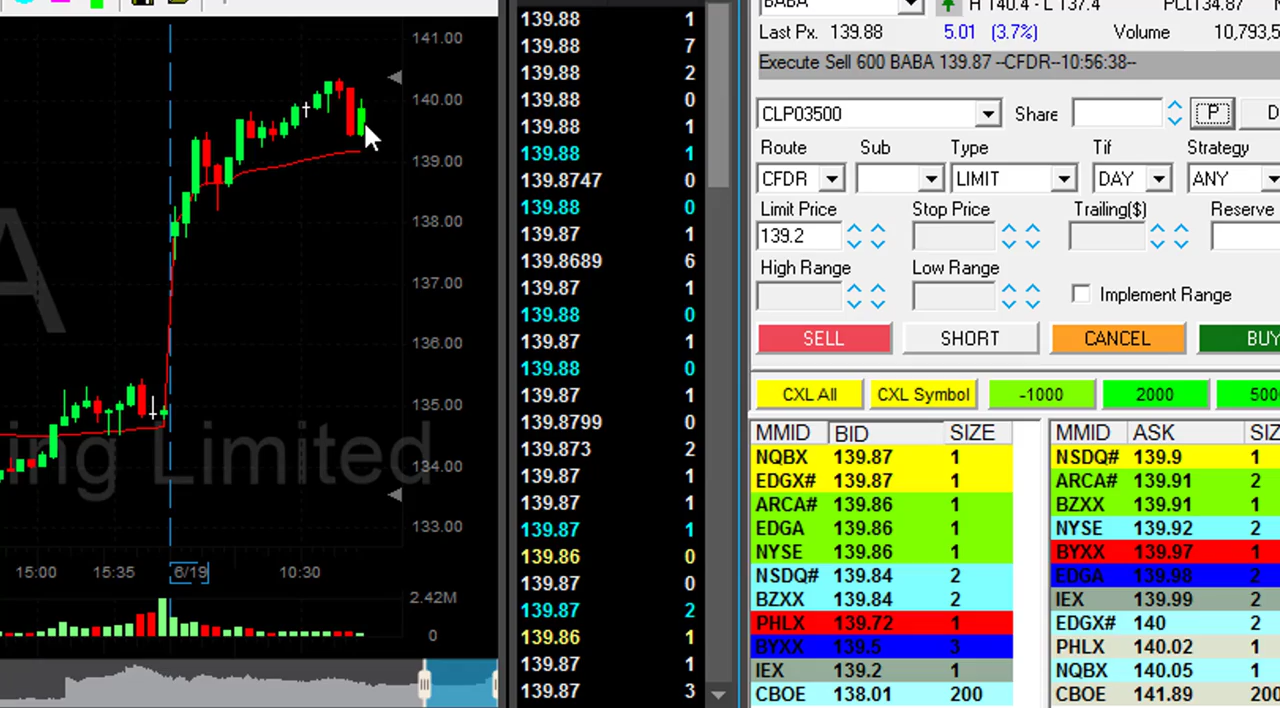 141.00
140.00
139.00
138.00
137.00
136.00
135.00
134.00
133.00
A
ing Limited
15:00 15:35 6/19 10:30
2.42M
0
139.88 1
139.88 7
139.88 2
139.88 0
139.88 1
139.88 1
139.8747 0
139.88 0
139.87 1
139.8689 6
139.87 1
139.88 0
139.87 1
139.88 0
139.87 1
139.8799 0
139.873 2
139.87 1
139.87 1
139.87 1
139.86 0
139.87 0
139.87 2
139.86 1
139.87 1
139.87 3
BABA H 140.4 - L 137.4 PCL134.87
Last Px. 139.88 5.01 (3.7%) Volume 10,793,5
Execute Sell 600 BABA 139.87 --CFDR--10:56:38--
CLP03500 Share P D
Route Sub Type Tif Strategy
CFDR LIMIT DAY ANY
Limit Price Stop Price Trailing($) Reserve
139.2
High Range Low Range
Implement Range
SELL SHORT CANCEL BUY
CXL All CXL Symbol -1000 2000 500
MMID BID SIZE
NQBX 139.87 1
EDGX# 139.87 1
ARCA# 139.86 1
EDGA 139.86 1
NYSE 139.86 1
NSDQ# 139.84 2
BZXX 139.84 2
PHLX 139.72 1
BYXX 139.5 3
IEX 139.2 1
CBOE 138.01 200
MMID ASK SIZ
NSDQ# 139.9 1
ARCA# 139.91 2
BZXX 139.91 1
NYSE 139.92 2
BYXX 139.97 1
EDGA 139.98 2
IEX 139.99 2
EDGX# 140 2
PHLX 140.02 1
NQBX 140.05 1
CBOE 141.89 200